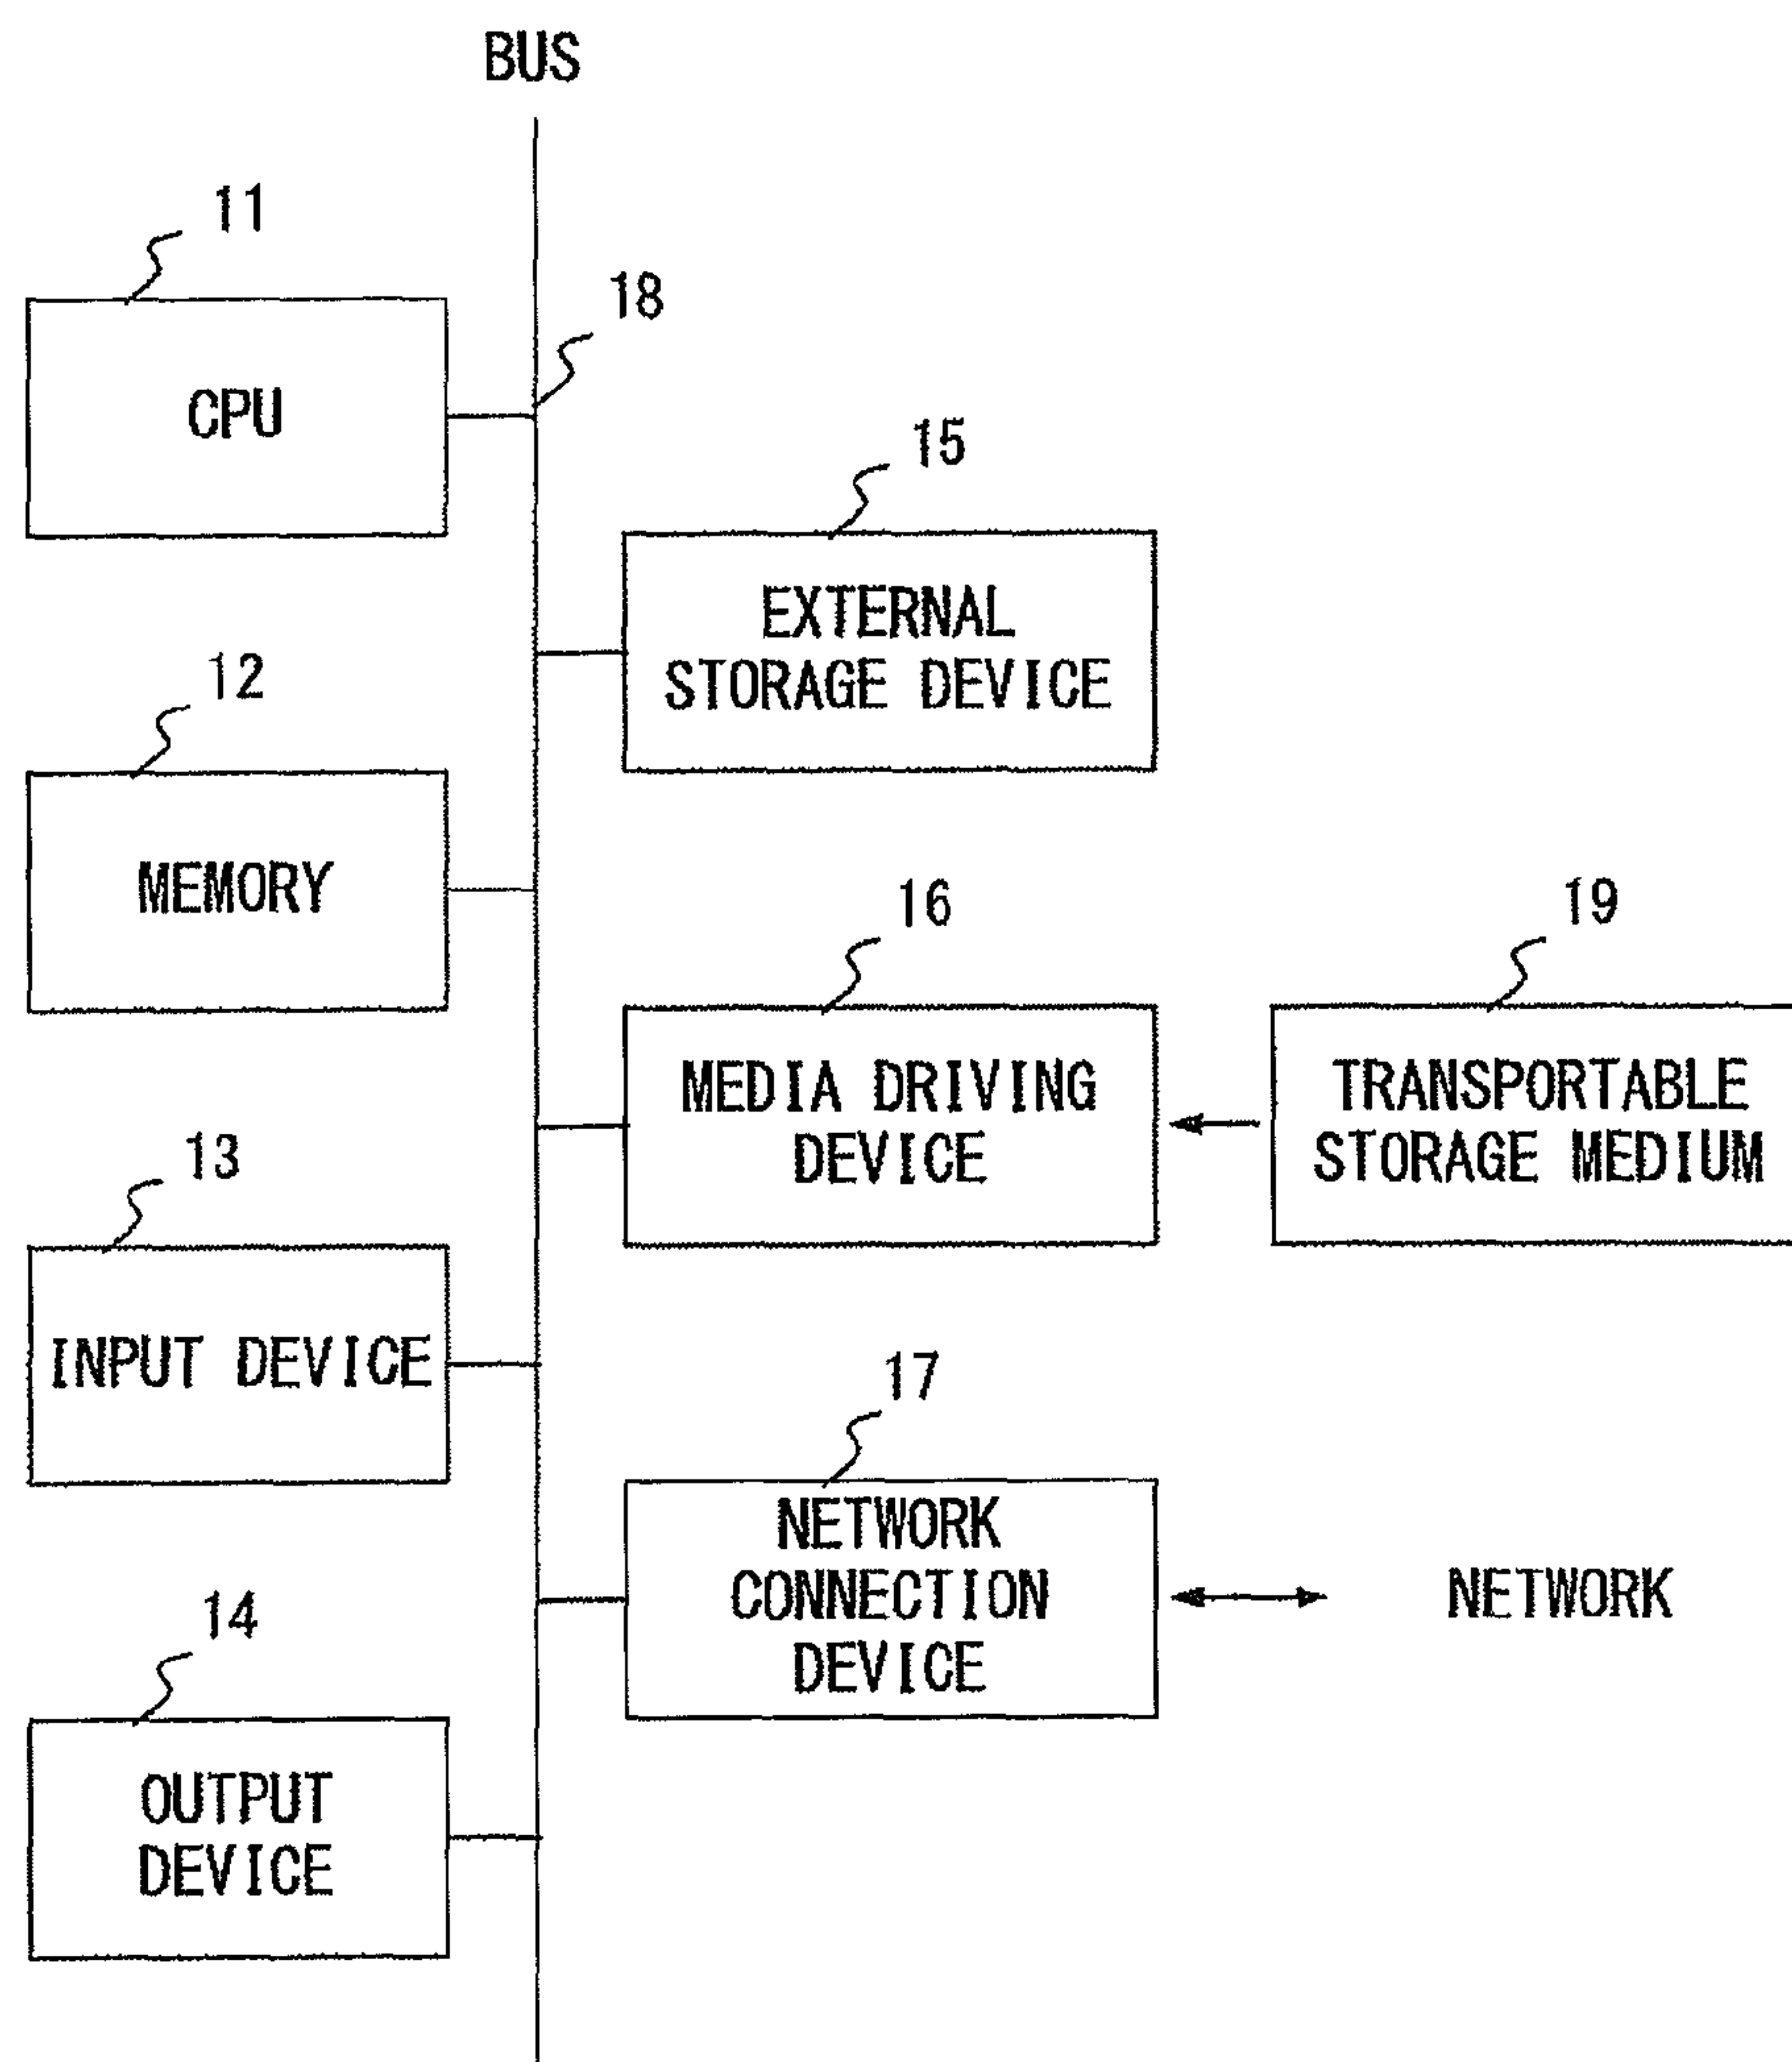 BUS
11
18
CPU
15
EXTERNAL
STORAGE DEVICE
12
MEMORY
16
19
MEDIA DRIVING
DEVICE
TRANSPORTABLE
STORAGE MEDIUM
13
INPUT DEVICE
17
NETWORK
CONNECTION
DEVICE
NETWORK
14
OUTPUT
DEVICE